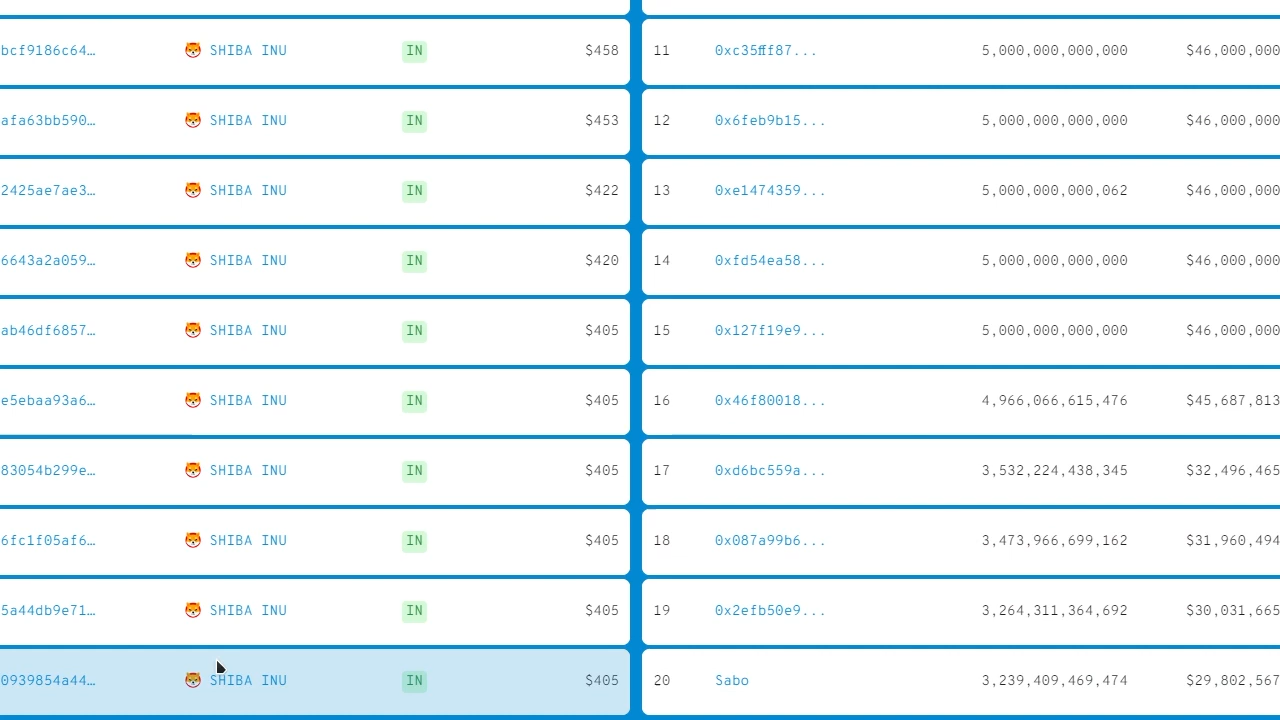 bcf9186c64… SHIBA INU IN $458
afa63bb590… SHIBA INU IN $453
2425ae7ae3… SHIBA INU IN $422
6643a2a059… SHIBA INU IN $420
ab46df6857… SHIBA INU IN $405
e5ebaa93a6… SHIBA INU IN $405
83054b299e… SHIBA INU IN $405
6fc1f05af6… SHIBA INU IN $405
5a44db9e71… SHIBA INU IN $405
0939854a44… SHIBA INU IN $405
11 0xc35fff87... 5,000,000,000,000 $46,000,000
12 0x6feb9b15... 5,000,000,000,000 $46,000,000
13 0xe1474359... 5,000,000,000,062 $46,000,000
14 0xfd54ea58... 5,000,000,000,000 $46,000,000
15 0x127f19e9... 5,000,000,000,000 $46,000,000
16 0x46f80018... 4,966,066,615,476 $45,687,813
17 0xd6bc559a... 3,532,224,438,345 $32,496,465
18 0x087a99b6... 3,473,966,699,162 $31,960,494
19 0x2efb50e9... 3,264,311,364,692 $30,031,665
20 Sabo 3,239,409,469,474 $29,802,567